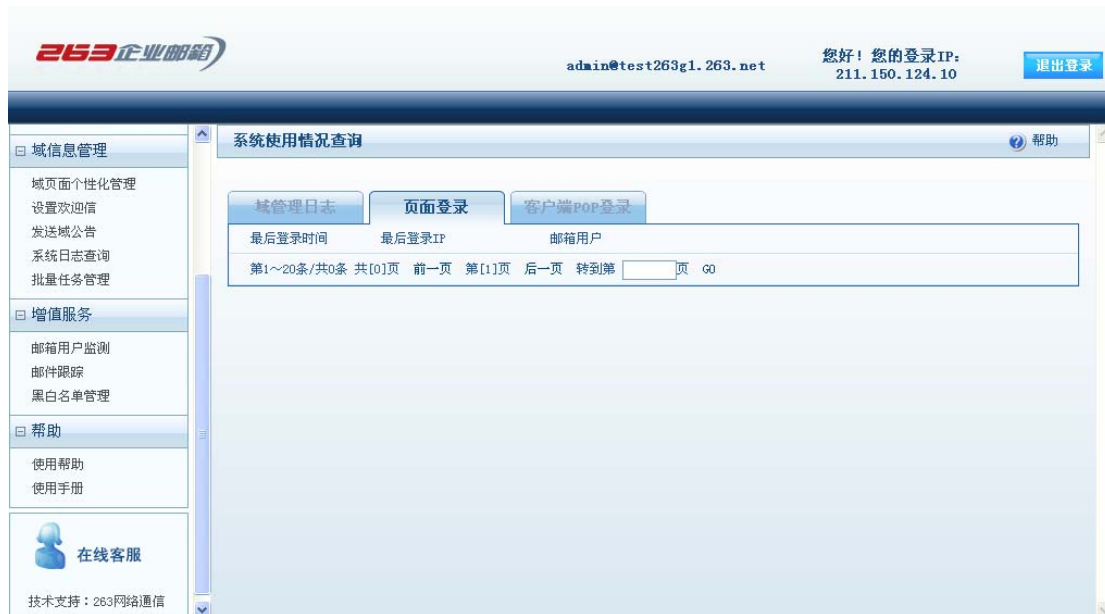 263企业邮箱
admin@test263g1.263.net
您好！您的登录IP:
211.150.124.10
退出登录
域信息管理
域页面个性化管理
设置欢迎信
发送域公告
系统日志查询
批量任务管理
增值服务
邮箱用户监测
邮件跟踪
黑白名单管理
帮助
使用帮助
使用手册
在线客服
技术支持：263网络通信
系统使用情况查询
帮助
域管理日志 页面登录 客户端POP登录
最后登录时间 最后登录IP 邮箱用户
第1～20条/共0条 共[0]页 前一页 第[1]页 后一页 转到第 页 GO